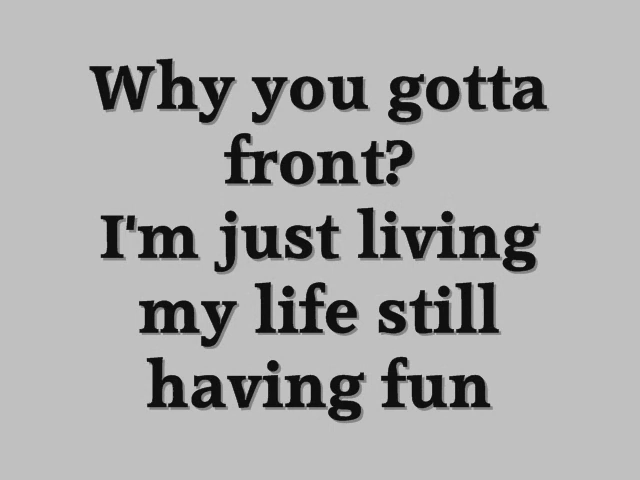 Why you gotta
front?
I'm just living
my life still
having fun